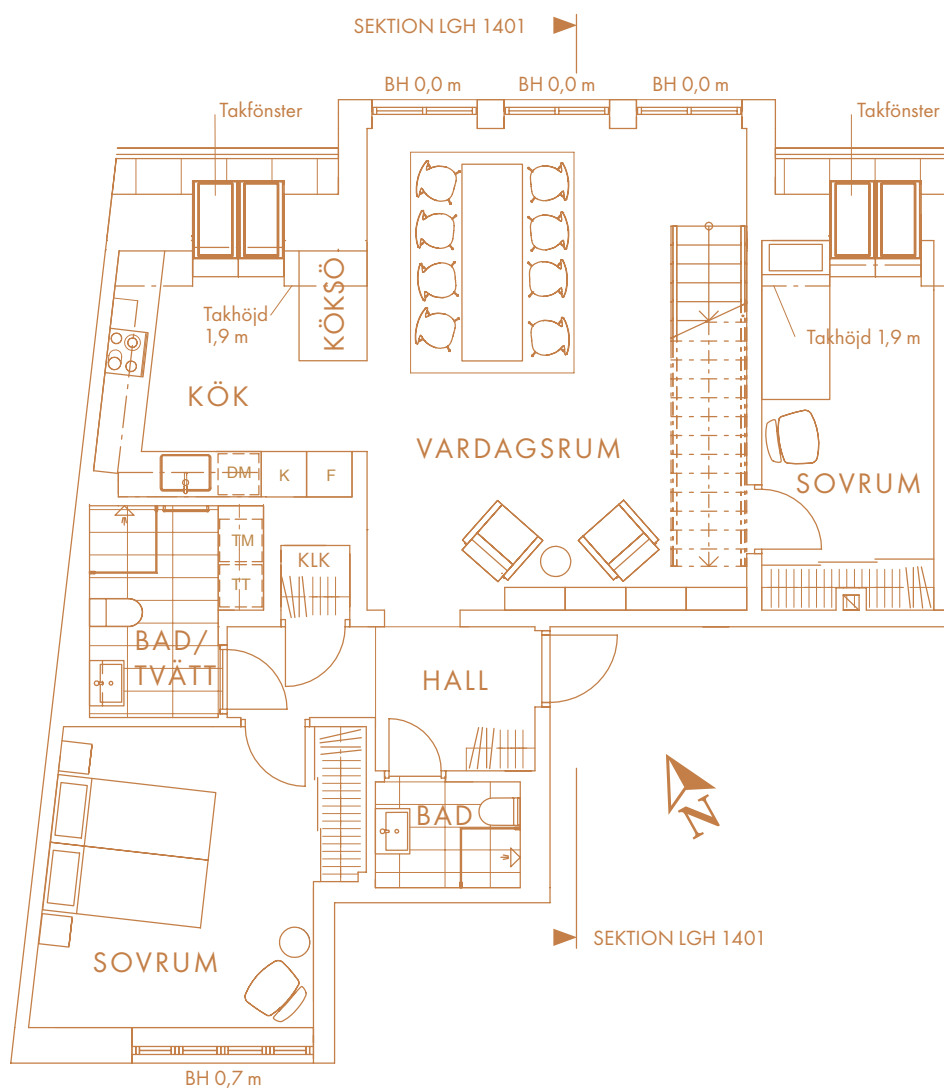 SEKTION LGH 1401
BH 0,0 m
BH 0,0 m
BH 0,0 m
Takfönster
Takfönster
KÖKSÖ
Takhöjd
1,9 m
Takhöjd 1,9 m
KÖK
VARDAGSRUM
DM
K
F
SOVRUM
TM
KLK
TT
BAD/
TVÄTT
HALL
BAD
N
SOVRUM
SEKTION LGH 1401
BH 0,7 m